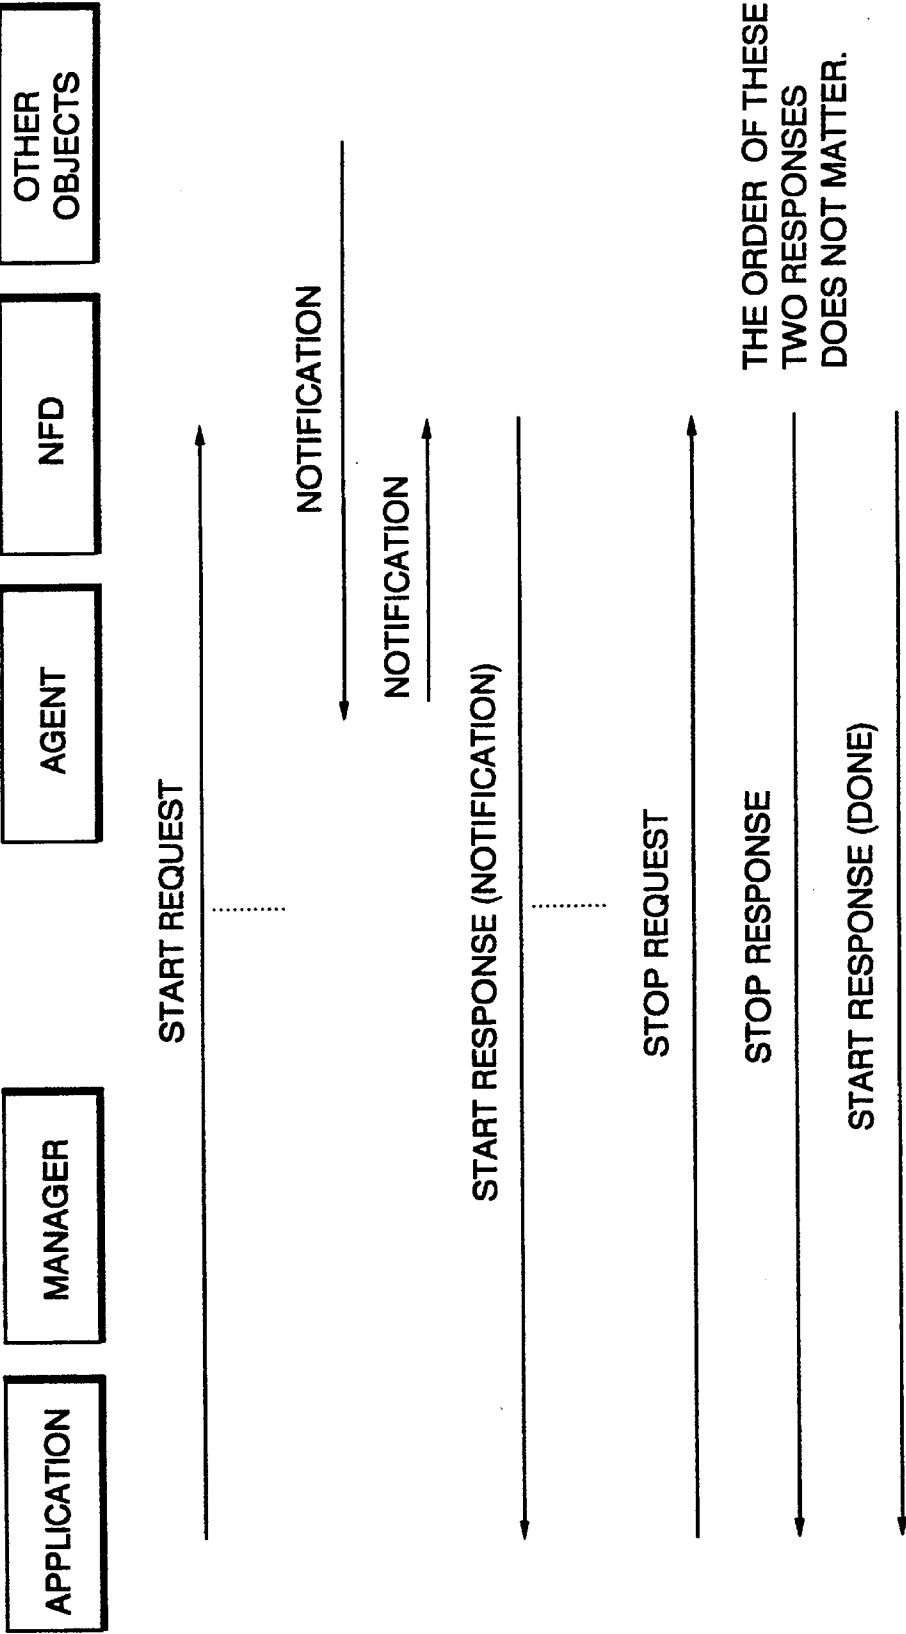 APPLICATION
MANAGER
AGENT
NFD
OTHER
OBJECTS
START REQUEST
NOTIFICATION
NOTIFICATION
START RESPONSE (NOTIFICATION)
STOP REQUEST
STOP RESPONSE
THE ORDER OF THESE
TWO RESPONSES
DOES NOT MATTER.
START RESPONSE (DONE)